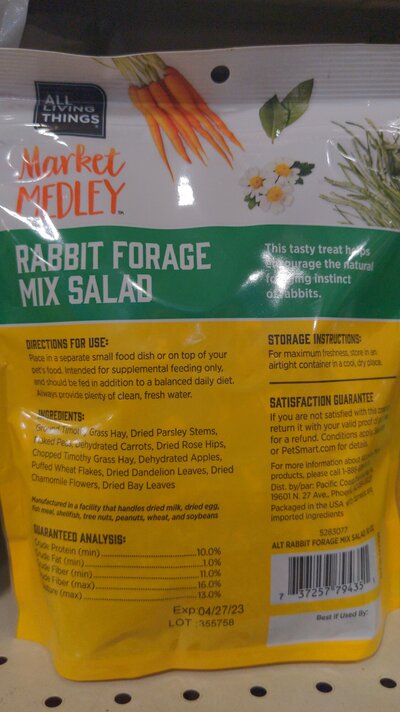 ALL
LIVING
THINGS
Market
MEDLEY™
RABBIT FORAGE
MIX SALAD
This tasty treat helps
encourage the natural
foraging instinct
of rabbits.
DIRECTIONS FOR USE:
Place in a separate small food dish or on top of your
pet's food. Intended for supplemental feeding only,
and should be fed in addition to a balanced daily diet.
Always provide plenty of clean, fresh water.
INGREDIENTS:
Ground Timothy Grass Hay, Dried Parsley Stems,
Flaked Peas, Dehydrated Carrots, Dried Rose Hips,
Chopped Timothy Grass Hay, Dehydrated Apples,
Puffed Wheat Flakes, Dried Dandelion Leaves, Dried
Chamomile Flowers, Dried Bay Leaves
Manufactured in a facility that handles dried milk, dried egg,
fish meal, shellfish, tree nuts, peanuts, wheat, and soybeans
GUARANTEED ANALYSIS:
Crude Protein (min) 10.0%
Crude Fat (min) 1.0%
Crude Fiber (min) 11.0%
Crude Fiber (max) 16.0%
Moisture (max) 13.0%
Exp 04/27/23
LOT : 355758
STORAGE INSTRUCTIONS:
For maximum freshness, store in an
airtight container in a cool, dry place.
SATISFACTION GUARANTEE
If you are not satisfied with this
return it with your valid proof of
for a refund. Conditions
or PetSmart.com for details.
For more information about
products, please call 1-888-
Dist. by/par: Pacific Coast
19601 N. 27 Ave., Phoenix,
Packaged in the USA with
imported ingredients
5283077
ALT RABBIT FORAGE MIX SALAD
7 37257 79435
Best If Used By: